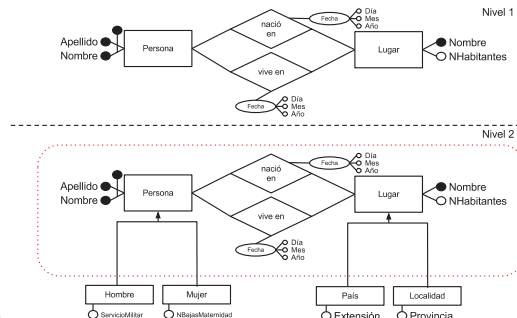 Nivel 1
Día
Mes
Año
Fecha
nació
en
Apellido
Nombre
Persona
Lugar
Nombre
NHabitantes
vive en
Fecha
Día
Mes
Año
Nivel 2
Día
Mes
Año
Fecha
nació
en
Apellido
Nombre
Persona
Lugar
Nombre
NHabitantes
vive en
Fecha
Día
Mes
Año
Hombre
Mujer
País
Localidad
ServicioMilitar
NBajasMaternidad
Extensión
Provincia